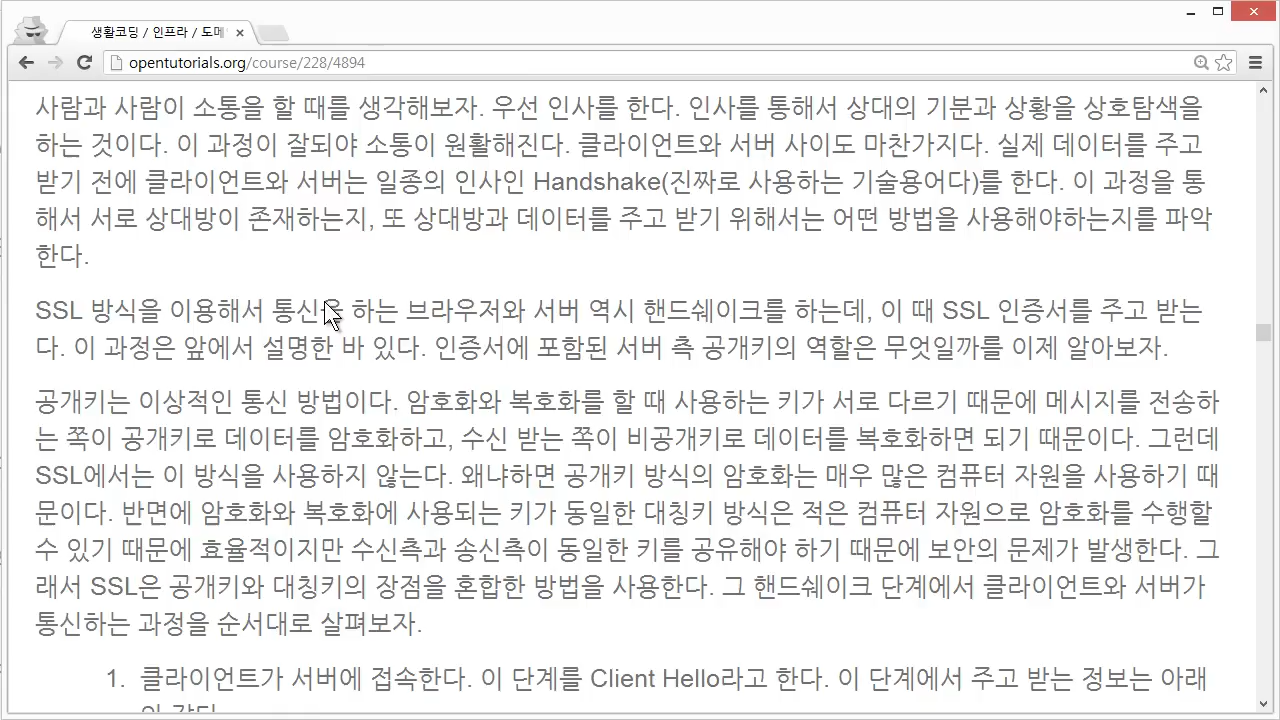 생활코딩 / 인프라 / 도메
opentutorials.org/course/228/4894
사람과 사람이 소통을 할 때를 생각해보자. 우선 인사를 한다. 인사를 통해서 상대의 기분과 상황을 상호탐색을
하는 것이다. 이 과정이 잘되야 소통이 원활해진다. 클라이언트와 서버 사이도 마찬가지다. 실제 데이터를 주고
받기 전에 클라이언트와 서버는 일종의 인사인 Handshake(진짜로 사용하는 기술용어다)를 한다. 이 과정을 통
해서 서로 상대방이 존재하는지, 또 상대방과 데이터를 주고 받기 위해서는 어떤 방법을 사용해야하는지를 파악
한다.
SSL 방식을 이용해서 통신을 하는 브라우저와 서버 역시 핸드쉐이크를 하는데, 이 때 SSL 인증서를 주고 받는
다. 이 과정은 앞에서 설명한 바 있다. 인증서에 포함된 서버 측 공개키의 역할은 무엇일까를 이제 알아보자.
공개키는 이상적인 통신 방법이다. 암호화와 복호화를 할 때 사용하는 키가 서로 다르기 때문에 메시지를 전송하
는 쪽이 공개키로 데이터를 암호화하고, 수신 받는 쪽이 비공개키로 데이터를 복호화하면 되기 때문이다. 그런데
SSL에서는 이 방식을 사용하지 않는다. 왜냐하면 공개키 방식의 암호화는 매우 많은 컴퓨터 자원을 사용하기 때
문이다. 반면에 암호화와 복호화에 사용되는 키가 동일한 대칭키 방식은 적은 컴퓨터 자원으로 암호화를 수행할
수 있기 때문에 효율적이지만 수신측과 송신측이 동일한 키를 공유해야 하기 때문에 보안의 문제가 발생한다. 그
래서 SSL은 공개키와 대칭키의 장점을 혼합한 방법을 사용한다. 그 핸드쉐이크 단계에서 클라이언트와 서버가
통신하는 과정을 순서대로 살펴보자.
1. 클라이언트가 서버에 접속한다. 이 단계를 Client Hello라고 한다. 이 단계에서 주고 받는 정보는 아래